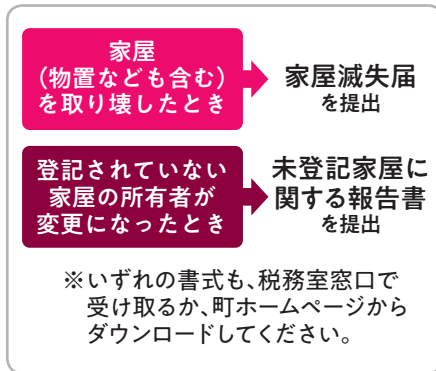 家屋
（物置なども含む）
を取り壊したとき
家屋滅失届
を提出
登記されていない
家屋の所有者が
変更になったとき
未登記家屋に
関する報告書
を提出
※いずれの書式も、税務室窓口で
受け取るか、町ホームページから
ダウンロードしてください。